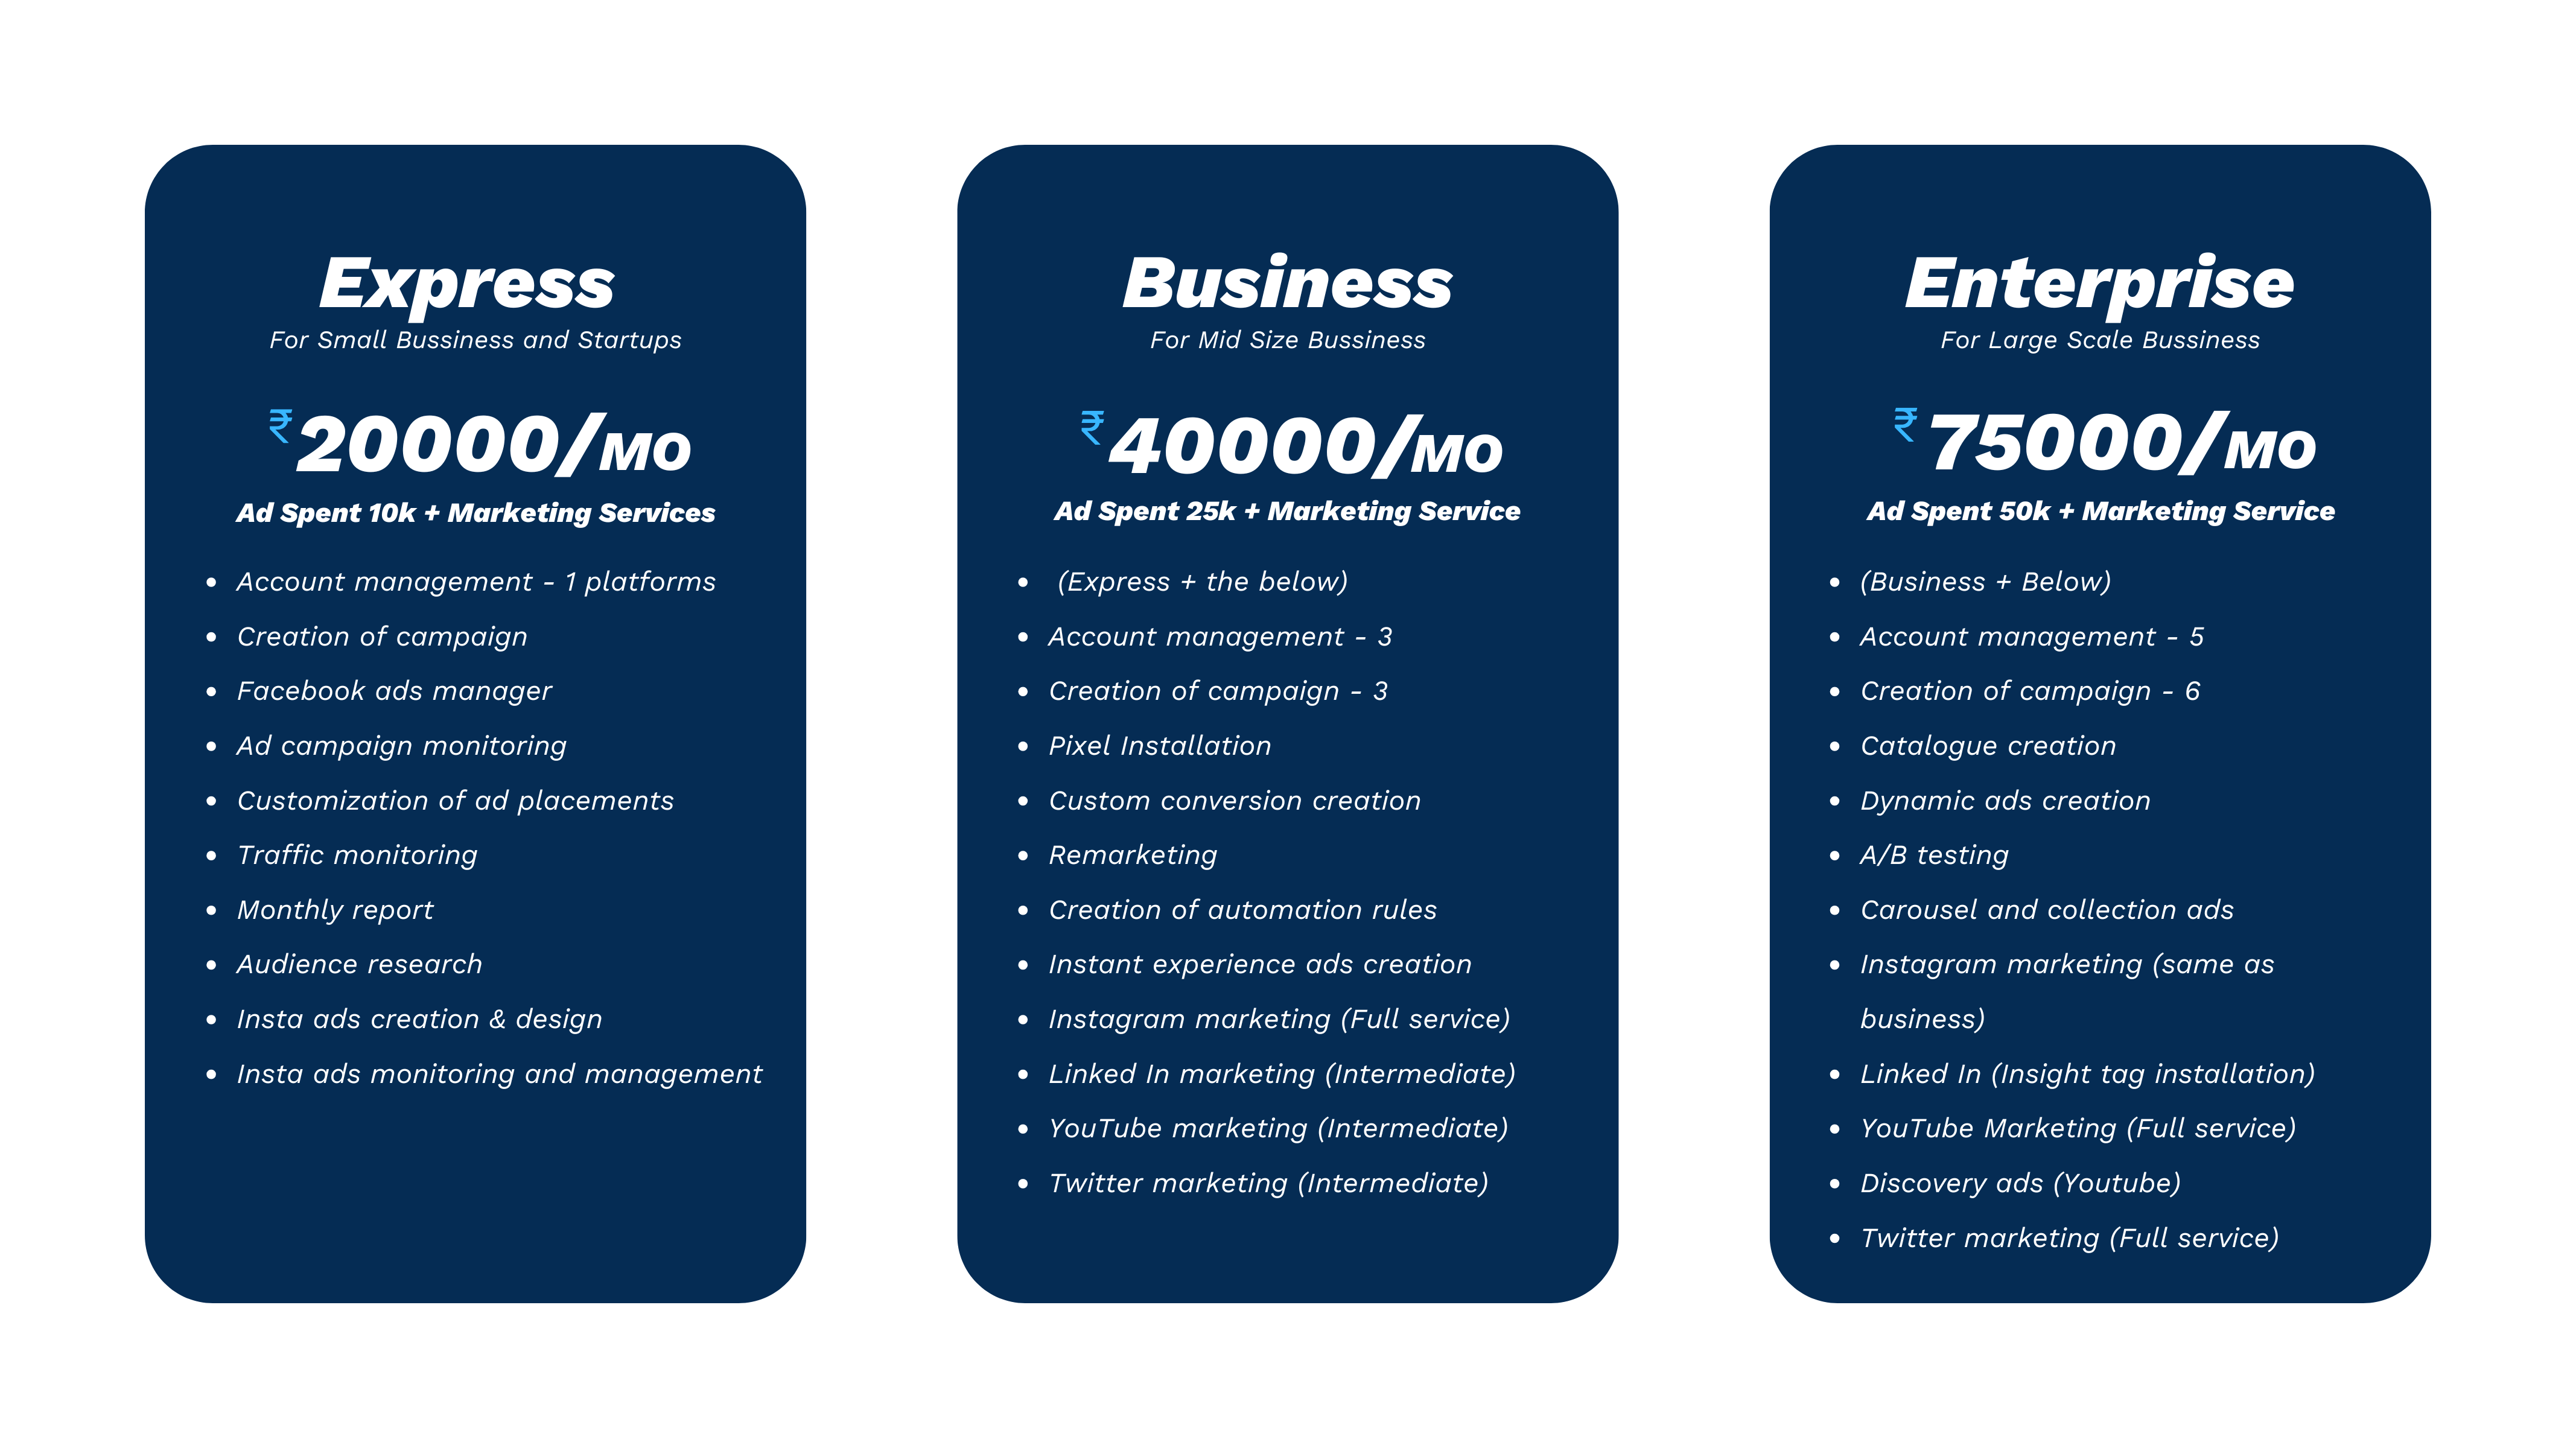 Express
For Small Bussiness and Startups
₹20000/MO
Ad Spent 10k + Marketing Services
• Account management - 1 platforms
• Creation of campaign
• Facebook ads manager
• Ad campaign monitoring
• Customization of ad placements
• Traffic monitoring
• Monthly report
• Audience research
• Insta ads creation & design
• Insta ads monitoring and management
Business
For Mid Size Bussiness
₹40000/MO
Ad Spent 25k + Marketing Service
• (Express + the below)
• Account management - 3
• Creation of campaign - 3
• Pixel Installation
• Custom conversion creation
• Remarketing
• Creation of automation rules
• Instant experience ads creation
• Instagram marketing (Full service)
• Linked In marketing (Intermediate)
• YouTube marketing (Intermediate)
• Twitter marketing (Intermediate)
Enterprise
For Large Scale Bussiness
₹75000/MO
Ad Spent 50k + Marketing Service
• (Business + Below)
• Account management - 5
• Creation of campaign - 6
• Catalogue creation
• Dynamic ads creation
• A/B testing
• Carousel and collection ads
• Instagram marketing (same as
business)
• Linked In (Insight tag installation)
• YouTube Marketing (Full service)
• Discovery ads (Youtube)
• Twitter marketing (Full service)